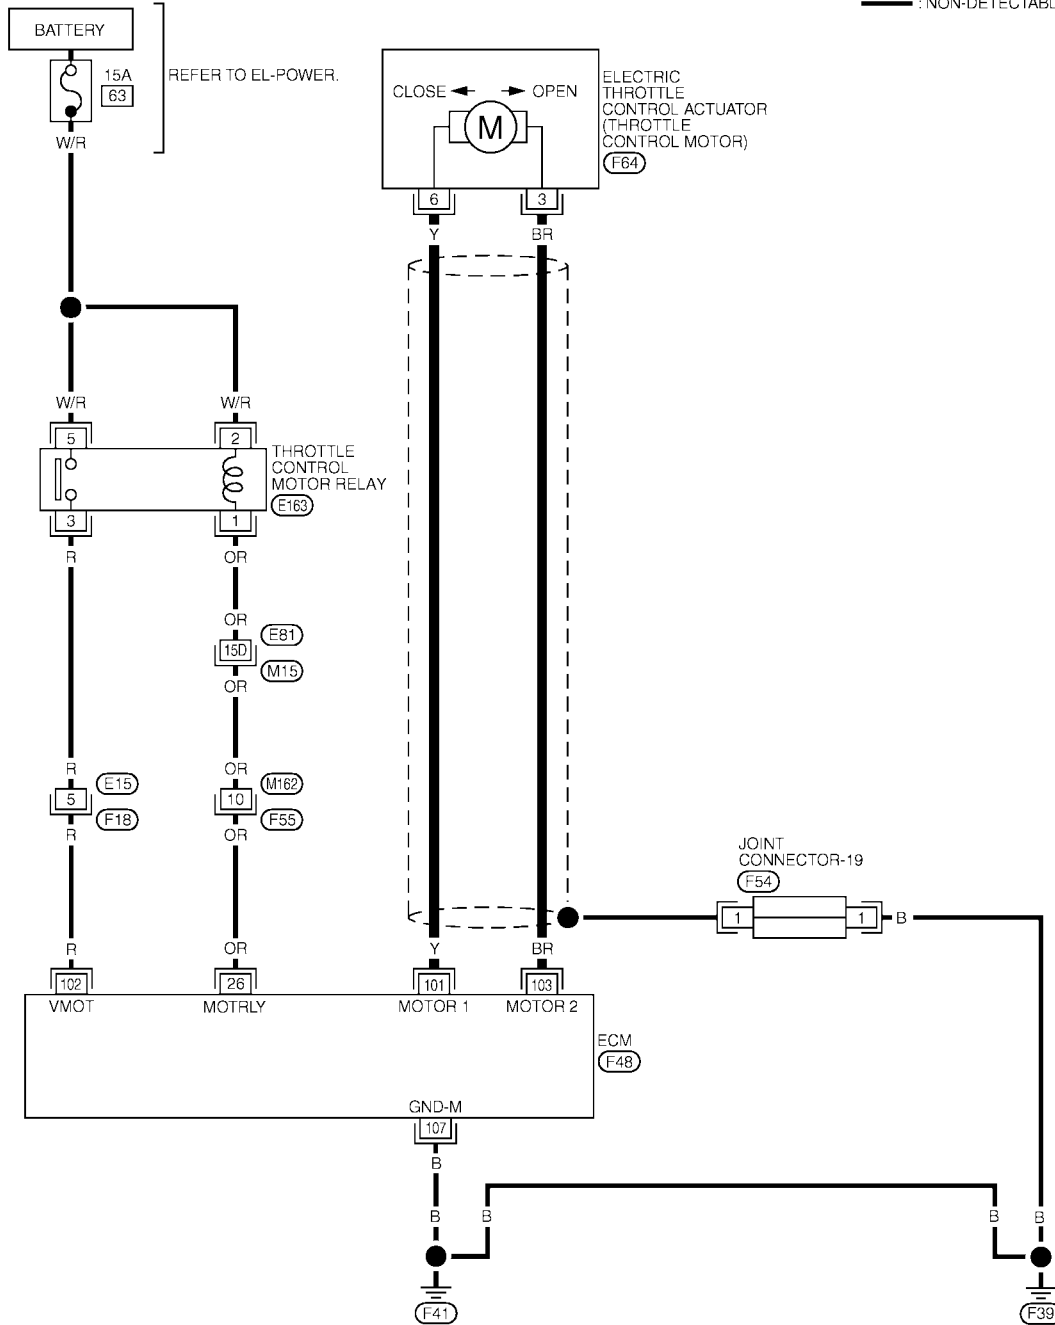 : NON-DETECTABL
BATTERY
15A
63
REFER TO EL-POWER.
W/R
CLOSE
OPEN
M
ELECTRIC
THROTTLE
CONTROL ACTUATOR
(THROTTLE
CONTROL MOTOR)
F64
6
3
Y
BR
W/R
W/R
5
2
THROTTLE
CONTROL
MOTOR RELAY
E163
3
1
R
OR
OR
E81
15D
M15
OR
R
OR
E15
M162
5
10
F18
F55
R
OR
JOINT
CONNECTOR-19
F54
1
1
B
R
OR
Y
BR
102
26
101
103
VMOT
MOTRLY
MOTOR 1
MOTOR 2
ECM
F48
GND-M
107
B
B
B
B
B
F41
F39